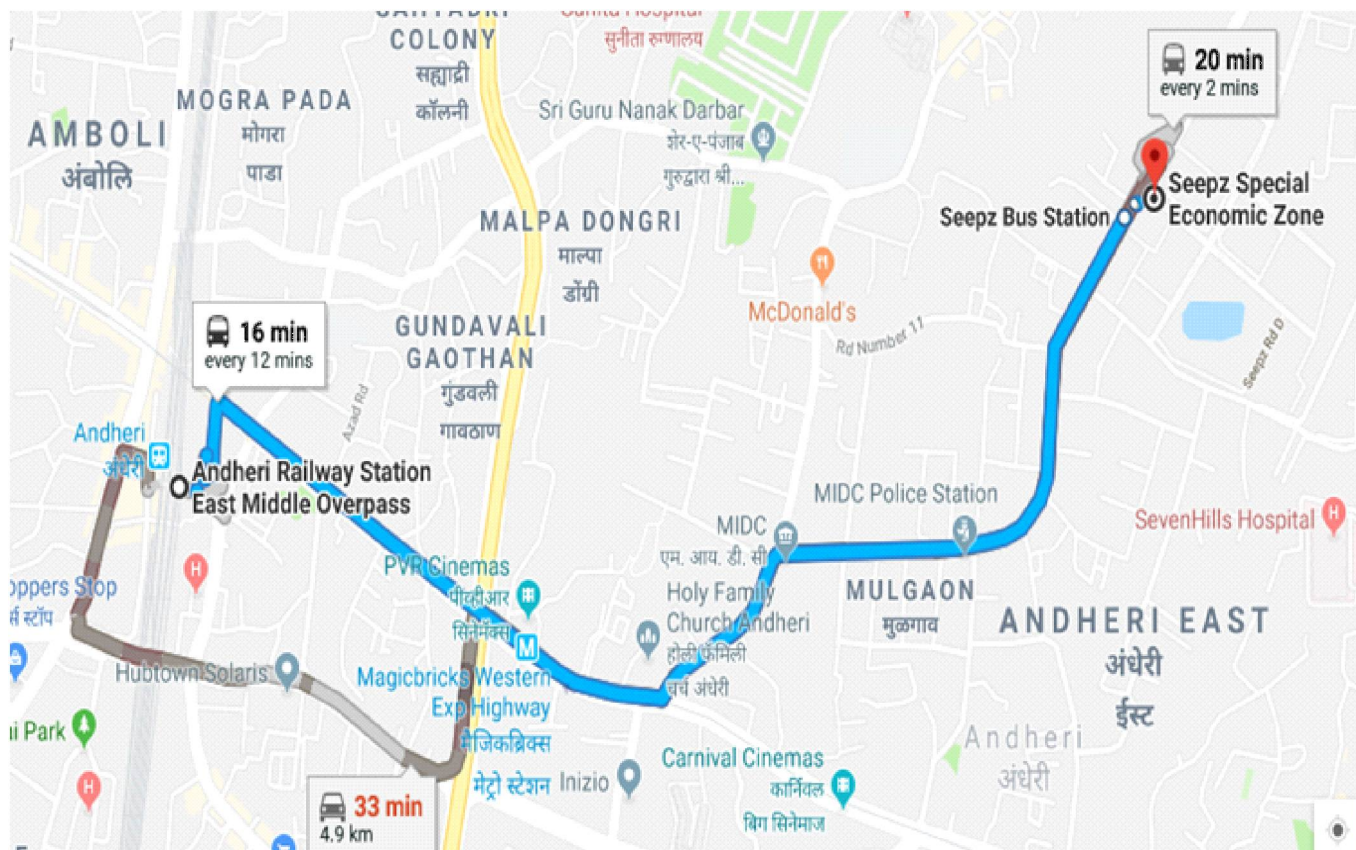 COLONY
सह्याद्री
कॉलनी
सुनीता रुग्णालय
20 min
every 2 mins
MOGRA PADA
मोगरा
पाडा
AMBOLI
अंबोलि
Sri Guru Nanak Darbar
शेर-ए-पंजाब
गुरुद्वारा श्री...
Seepz Special
Economic Zone
Seepz Bus Station
MALPA DONGRI
माल्पा
डोंग्री
McDonald's
Rd Number 11
Seepz Rd D
16 min
every 12 mins
GUNDAVALI
GAOTHAN
गुंडवली
गावठाण
Azad Rd
Andheri
अंधेरी
Andheri Railway Station
East Middle Overpass
MIDC Police Station
SevenHills Hospital
MIDC
एम. आय. डी. सी
PVR Cinemas
पीव्हीआर
सिनेमॅक्स
MULGAON
मुळगाव
Holy Family
Church Andheri
होली फॅमिली
चर्च अंधेरी
ANDHERI EAST
अंधेरी
ईस्ट
oppers Stop
र्स स्टॉप
Hubtown Solaris
M
Magicbricks Western
Exp Highway
मॅजिकब्रिक्स
मेट्रो स्टेशन
Inizio
ai Park
Andheri
अंधेरी
Carnival Cinemas
कार्निवल
बिग सिनेमाज
33 min
4.9 km
H
H
H